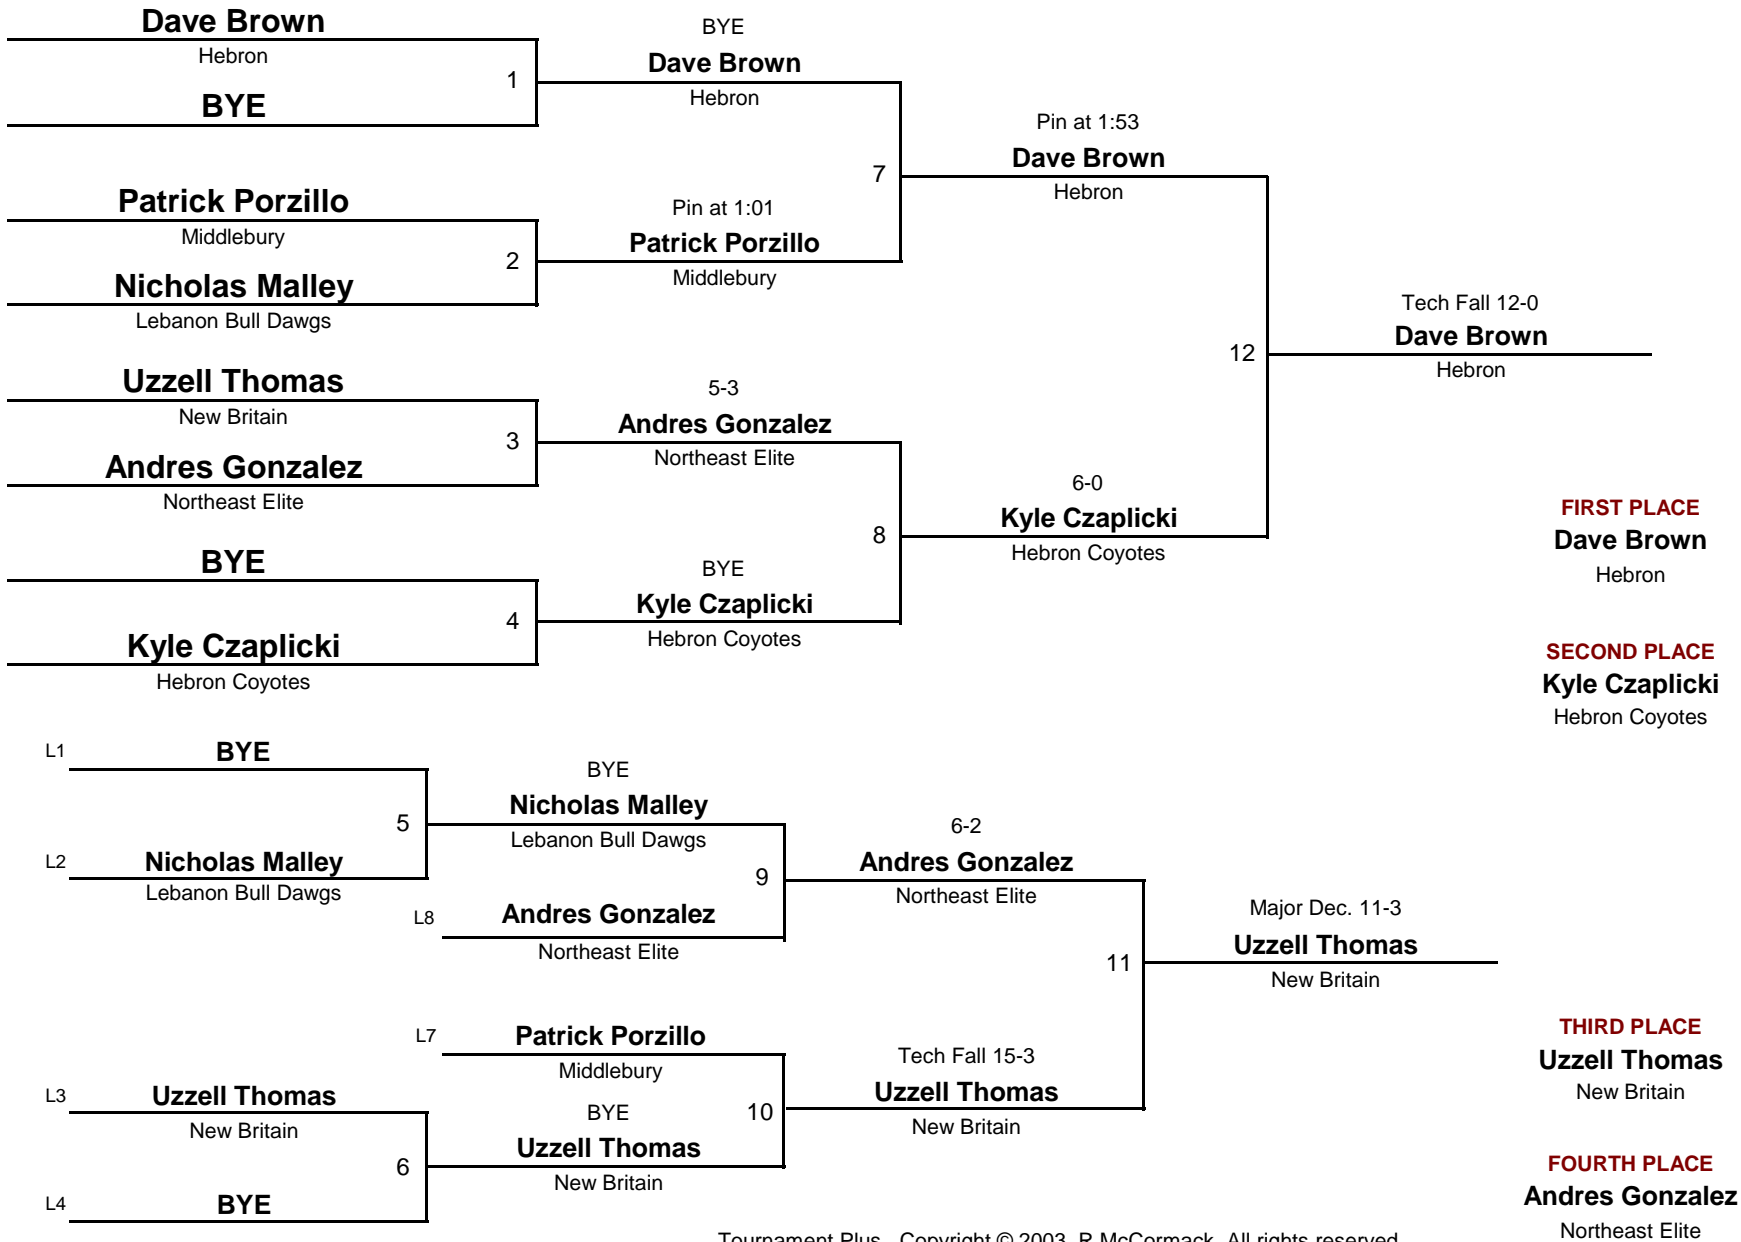 Dave Brown
Hebron
1
BYE
BYE
Dave Brown
Hebron
Patrick Porzillo
Middlebury
2
Nicholas Malley
Lebanon Bull Dawgs
Pin at 1:01
Patrick Porzillo
Middlebury
7
Pin at 1:53
Dave Brown
Hebron
Uzzell Thomas
New Britain
3
Andres Gonzalez
Northeast Elite
5-3
Andres Gonzalez
Northeast Elite
BYE
4
Kyle Czaplicki
Hebron Coyotes
BYE
Kyle Czaplicki
Hebron Coyotes
8
6-0
Kyle Czaplicki
Hebron Coyotes
12
Tech Fall 12-0
Dave Brown
Hebron
FIRST PLACE
Dave Brown
Hebron
SECOND PLACE
Kyle Czaplicki
Hebron Coyotes
L1
BYE
5
L2
Nicholas Malley
Lebanon Bull Dawgs
BYE
Nicholas Malley
Lebanon Bull Dawgs
9
L8
Andres Gonzalez
Northeast Elite
6-2
Andres Gonzalez
Northeast Elite
L7
Patrick Porzillo
Middlebury
L3
Uzzell Thomas
New Britain
6
L4
BYE
BYE
Uzzell Thomas
New Britain
10
Tech Fall 15-3
Uzzell Thomas
New Britain
11
Major Dec. 11-3
Uzzell Thomas
New Britain
THIRD PLACE
Uzzell Thomas
New Britain
FOURTH PLACE
Andres Gonzalez
Northeast Elite
Tournament Plus - Copyright © 2003, R McCormack, All rights reserved